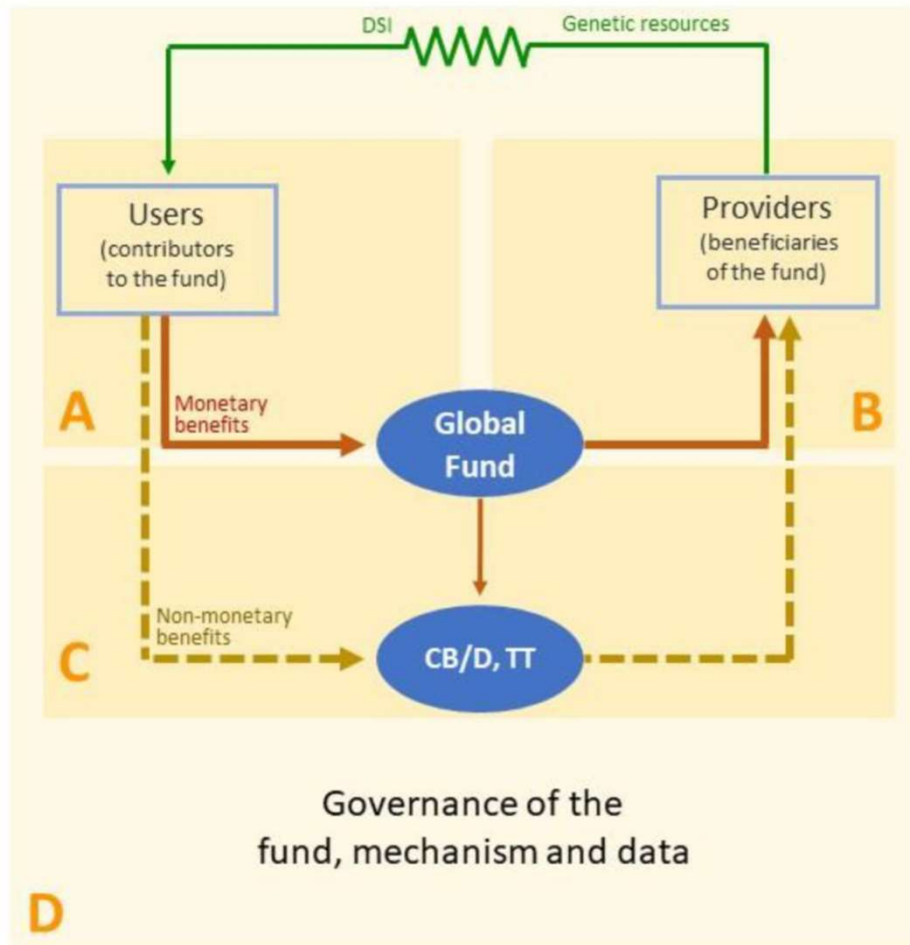 DSI
Genetic resources
Users
(contributors
to the fund)
Providers
(beneficiaries
of the fund)
A
Monetary
benefits
Global
Fund
B
Non-monetary
benefits
C
CB/D, TT
Governance of the
fund, mechanism and data
D